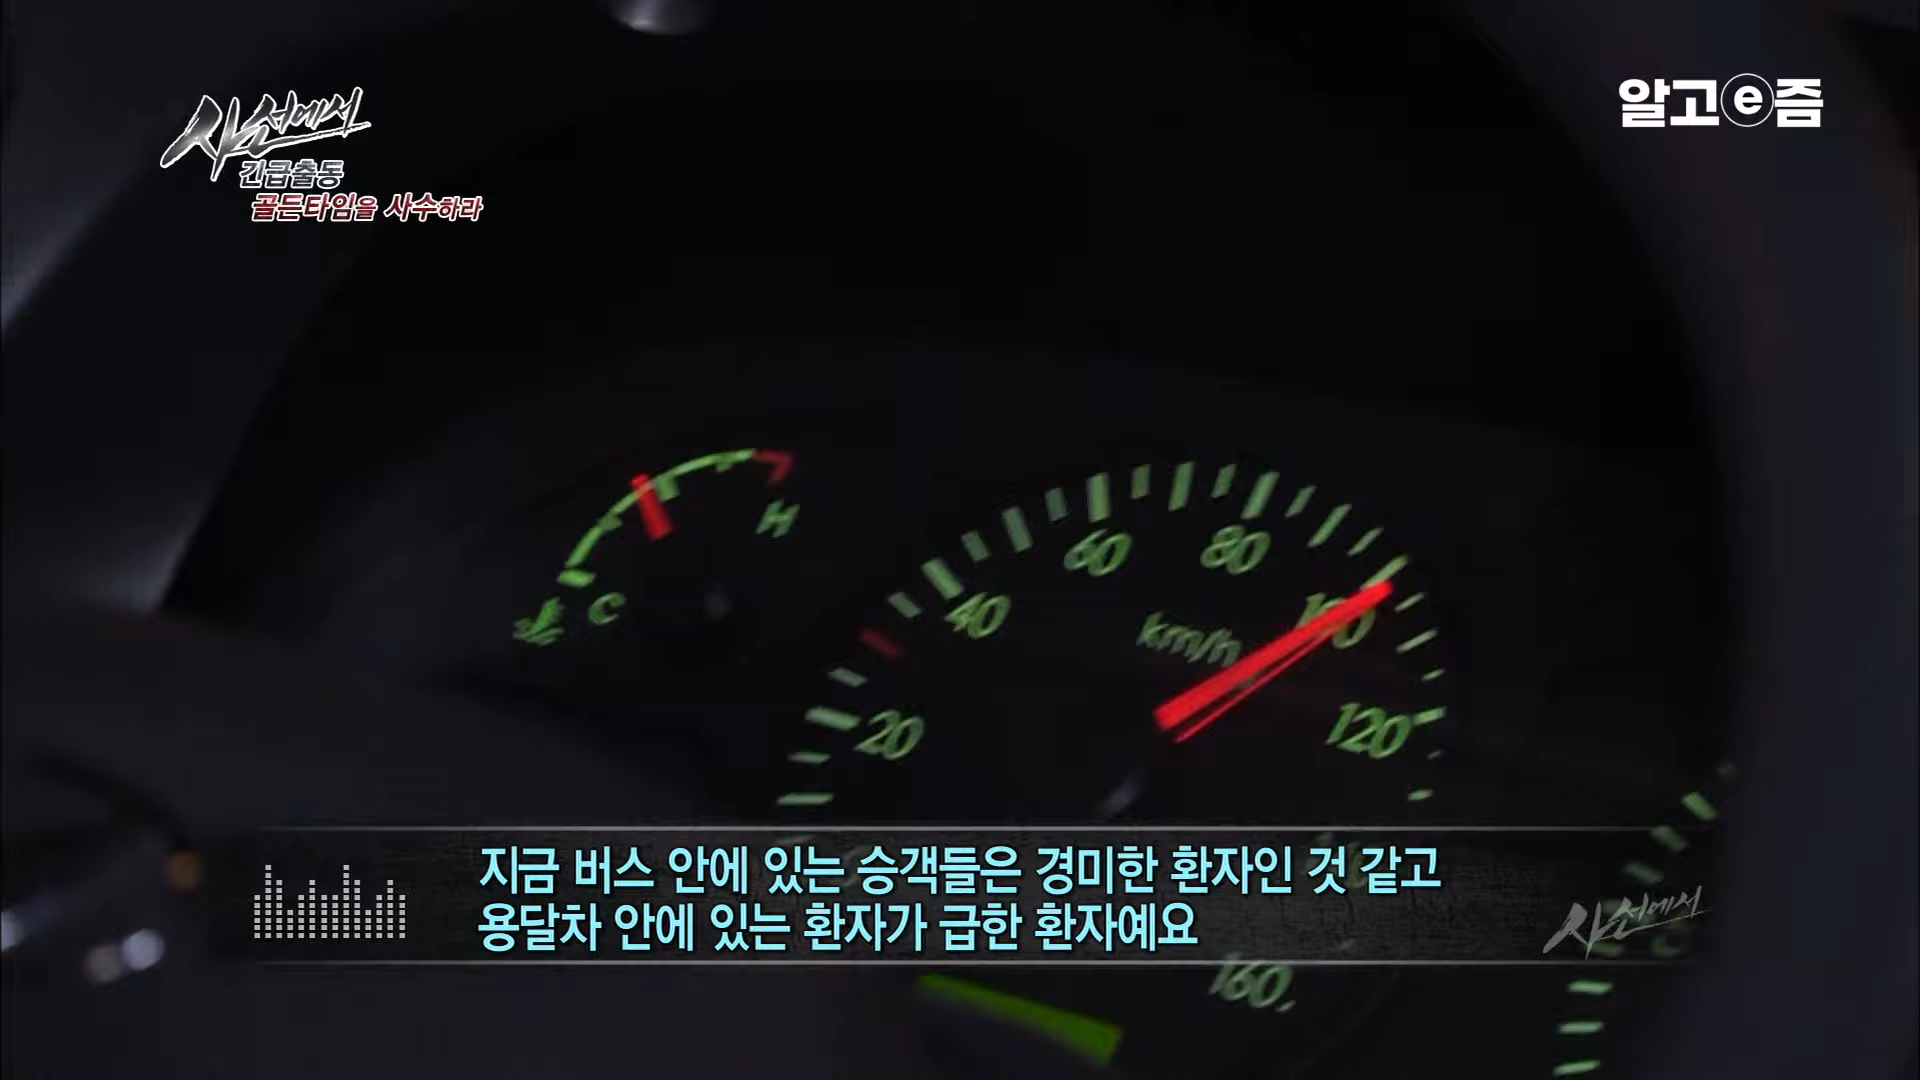 사선에서
긴급출동
골든타임을 사수하라
알고e즘
H
C
20
40
60
80
100
120
160
km/h
지금 버스 안에 있는 승객들은 경미한 환자인 것 같고
용달차 안에 있는 환자가 급한 환자예요
사선에서